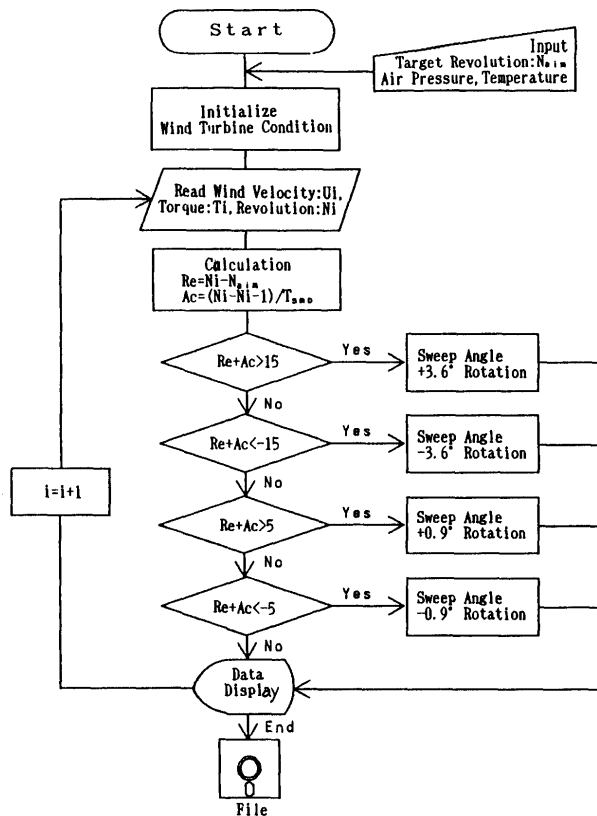 Start
Input
Target Revolution:Naim
Air Pressure,Temperature
Initialize
Wind Turbine Condition
Read Wind Velocity:Ui,
Torque:Ti,Revolution:Ni
Calculation
Re=Ni-Naim
Ac=(Ni-Ni-1)/Tsmo
Re+Ac>15
Yes
Sweep Angle
+3.6° Rotation
No
Re+Ac<-15
Yes
Sweep Angle
-3.6° Rotation
No
i=i+1
Re+Ac>5
Yes
Sweep Angle
+0.9° Rotation
No
Re+Ac<-5
Yes
Sweep Angle
-0.9° Rotation
No
Data
Display
End
File